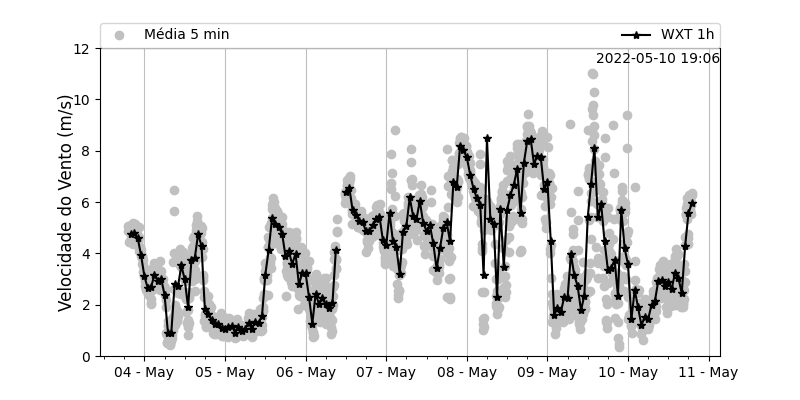 Média 5 min
WXT 1h
2022-05-10 19:06
Velocidade do Vento (m/s)
12
10
8
6
4
2
0
04 - May
05 - May
06 - May
07 - May
08 - May
09 - May
10 - May
11 - May